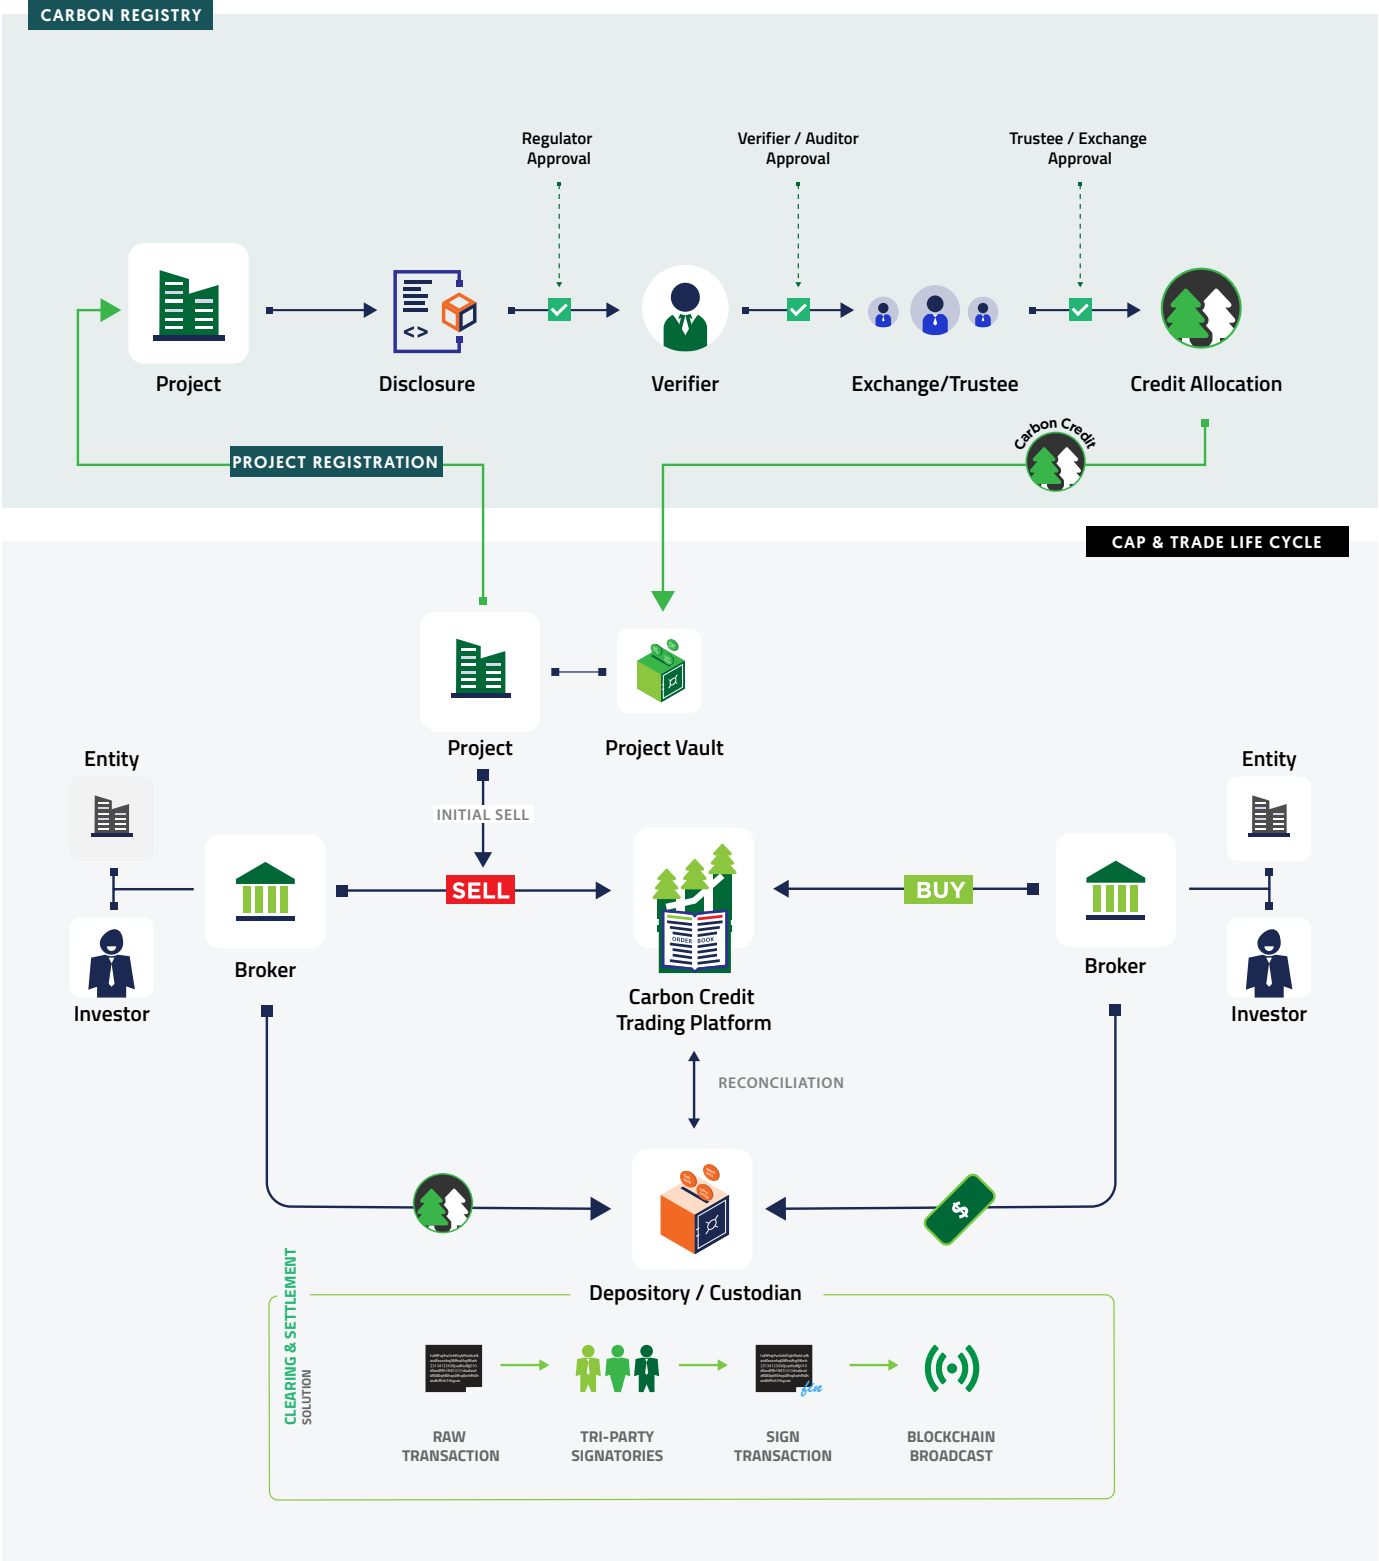 CARBON REGISTRY
Regulator
Approval
Verifier / Auditor
Approval
Trustee / Exchange
Approval
Project
Disclosure
Verifier
Exchange/Trustee
Credit Allocation
Carbon Credit
PROJECT REGISTRATION
CAP & TRADE LIFE CYCLE
Project
Project Vault
Entity
Entity
INITIAL SELL
SELL
BUY
ORDER BOOK
Broker
Broker
Investor
Investor
Carbon Credit
Trading Platform
RECONCILIATION
$
Depository / Custodian
CLEARING & SETTLEMENT
SOLUTION
fin
RAW
TRANSACTION
TRI-PARTY
SIGNATORIES
SIGN
TRANSACTION
BLOCKCHAIN
BROADCAST